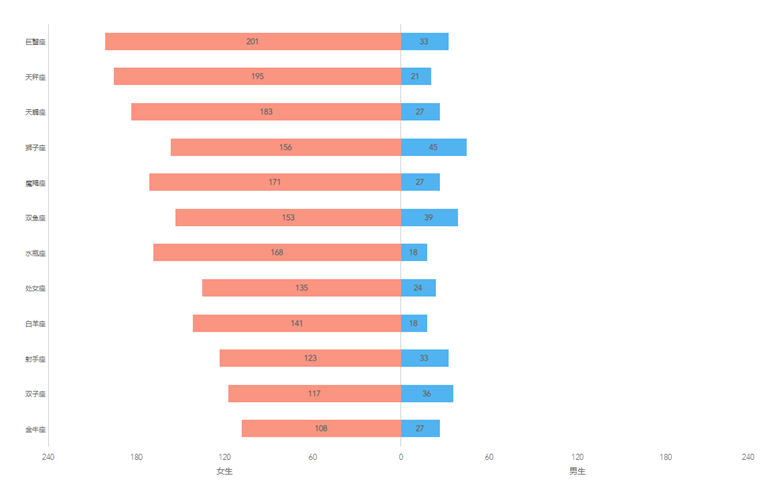 巨蟹座 201 33
天秤座 195 21
天蝎座 183 27
狮子座 156 45
魔羯座 171 27
双鱼座 153 39
水瓶座 168 18
处女座 135 24
白羊座 141 18
射手座 123 33
双子座 117 36
金牛座 108 27
240 180 120 60 0 60 120 180 240
女生 男生